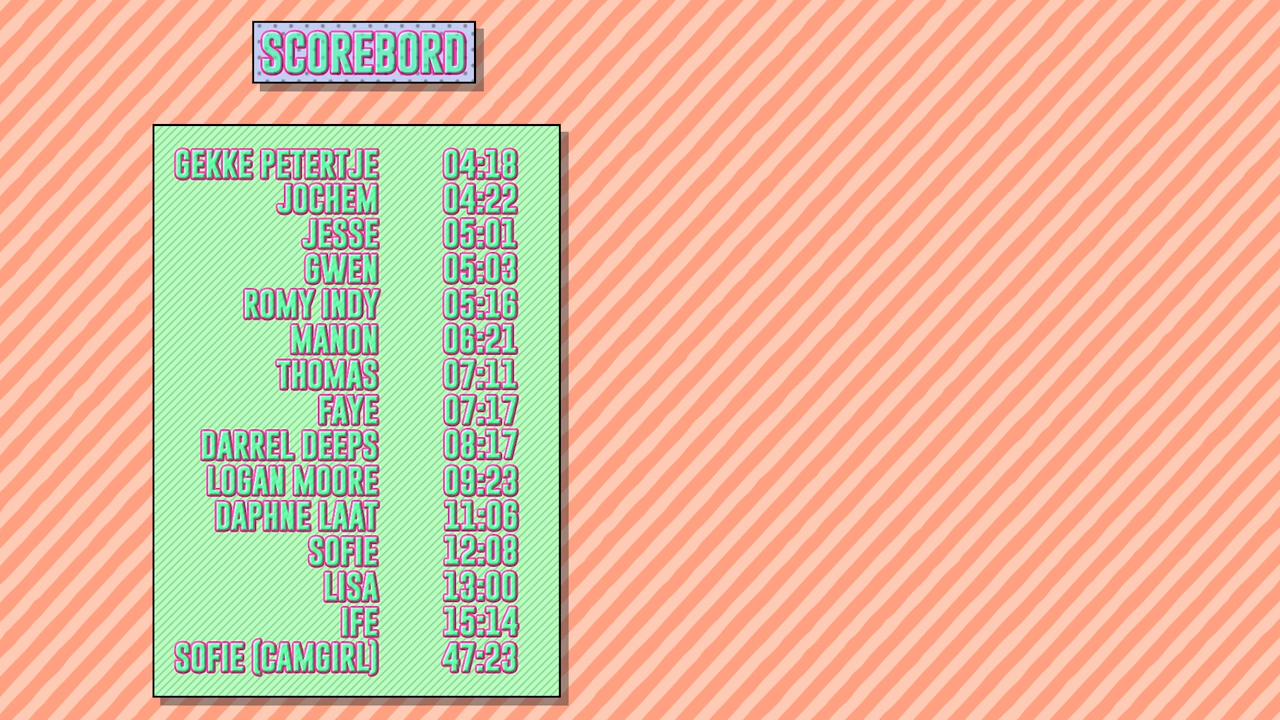 SCOREBORD
GEKKE PETERTJE 04:18
JOCHEM 04:22
JESSE 05:01
GWEN 05:03
ROMY INDY 05:16
MANON 06:21
THOMAS 07:11
FAYE 07:17
DARREL DEEPS 08:17
LOGAN MOORE 09:23
DAPHNE LAAT 11:06
SOFIE 12:08
LISA 13:00
IFE 15:14
SOFIE (CAMGIRL) 47:23